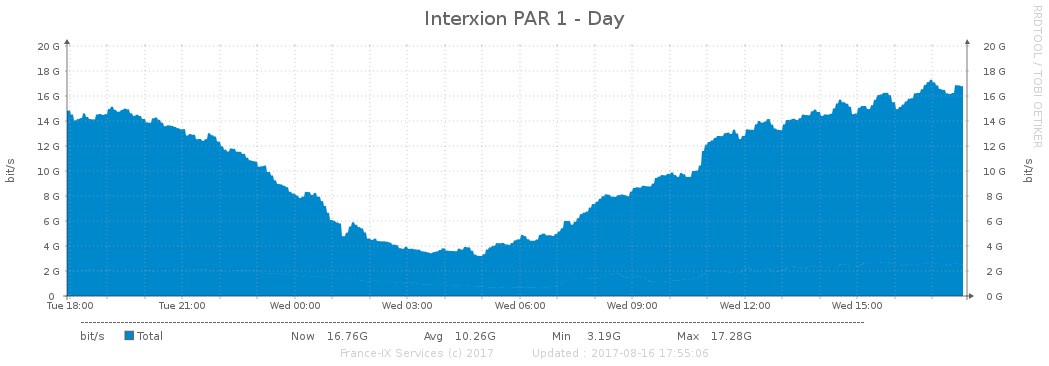 Interxion PAR 1 - Day
RRDTOOL / TOBI OETIKER
20 G 20 G
18 G 18 G
16 G 16 G
14 G 14 G
12 G 12 G
10 G 10 G
8 G 8 G
6 G 6 G
4 G 4 G
2 G 2 G
0 0 G
bit/s
bit/s
Tue 18:00 Tue 21:00 Wed 00:00 Wed 03:00 Wed 06:00 Wed 09:00 Wed 12:00 Wed 15:00
bit/s Total Now 16.76G Avg 10.26G Min 3.19G Max 17.28G
France-IX Services (c) 2017 Updated : 2017-08-16 17:55:06